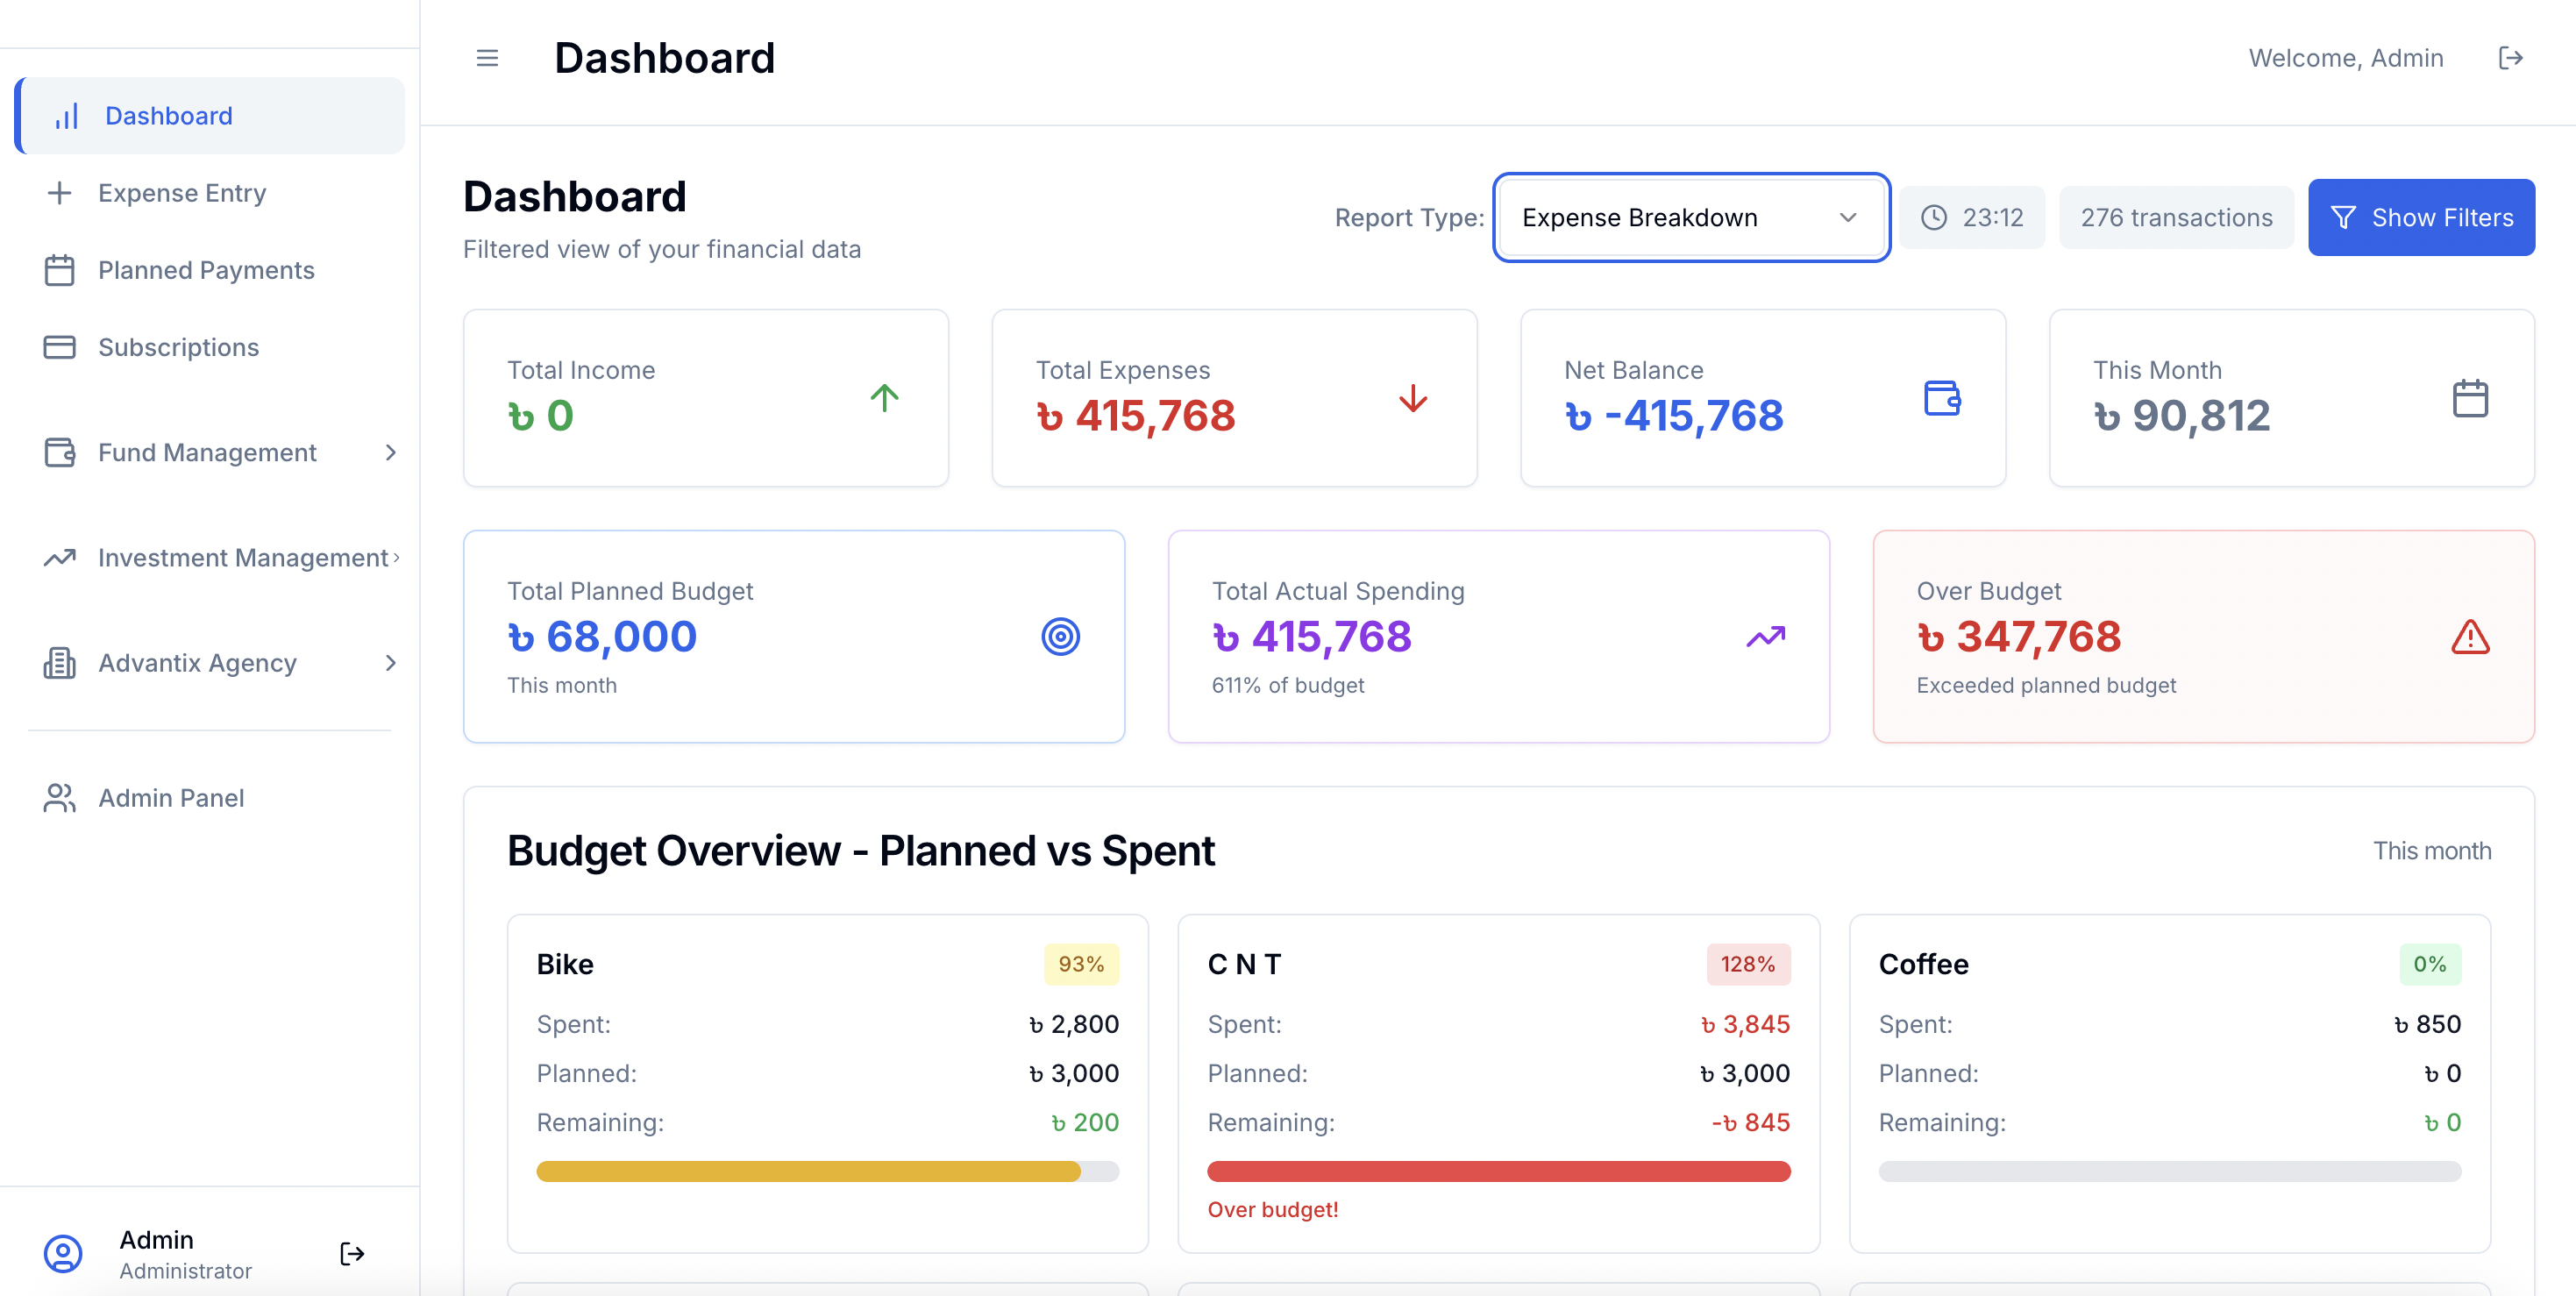 Dashboard
Expense Entry
Planned Payments
Subscriptions
Fund Management
Investment Management
Advantix Agency
Admin Panel
Admin
Administrator
Dashboard
Welcome, Admin
Dashboard
Filtered view of your financial data
Report Type: Expense Breakdown 23:12 276 transactions Show Filters
Total Income
৳ 0
Total Expenses
৳ 415,768
Net Balance
৳ -415,768
This Month
৳ 90,812
Total Planned Budget
৳ 68,000
This month
Total Actual Spending
৳ 415,768
611% of budget
Over Budget
৳ 347,768
Exceeded planned budget
Budget Overview - Planned vs Spent This month
Bike 93%
Spent: ৳ 2,800
Planned: ৳ 3,000
Remaining: ৳ 200
C N T 128%
Spent: ৳ 3,845
Planned: ৳ 3,000
Remaining: -৳ 845
Over budget!
Coffee 0%
Spent: ৳ 850
Planned: ৳ 0
Remaining: ৳ 0